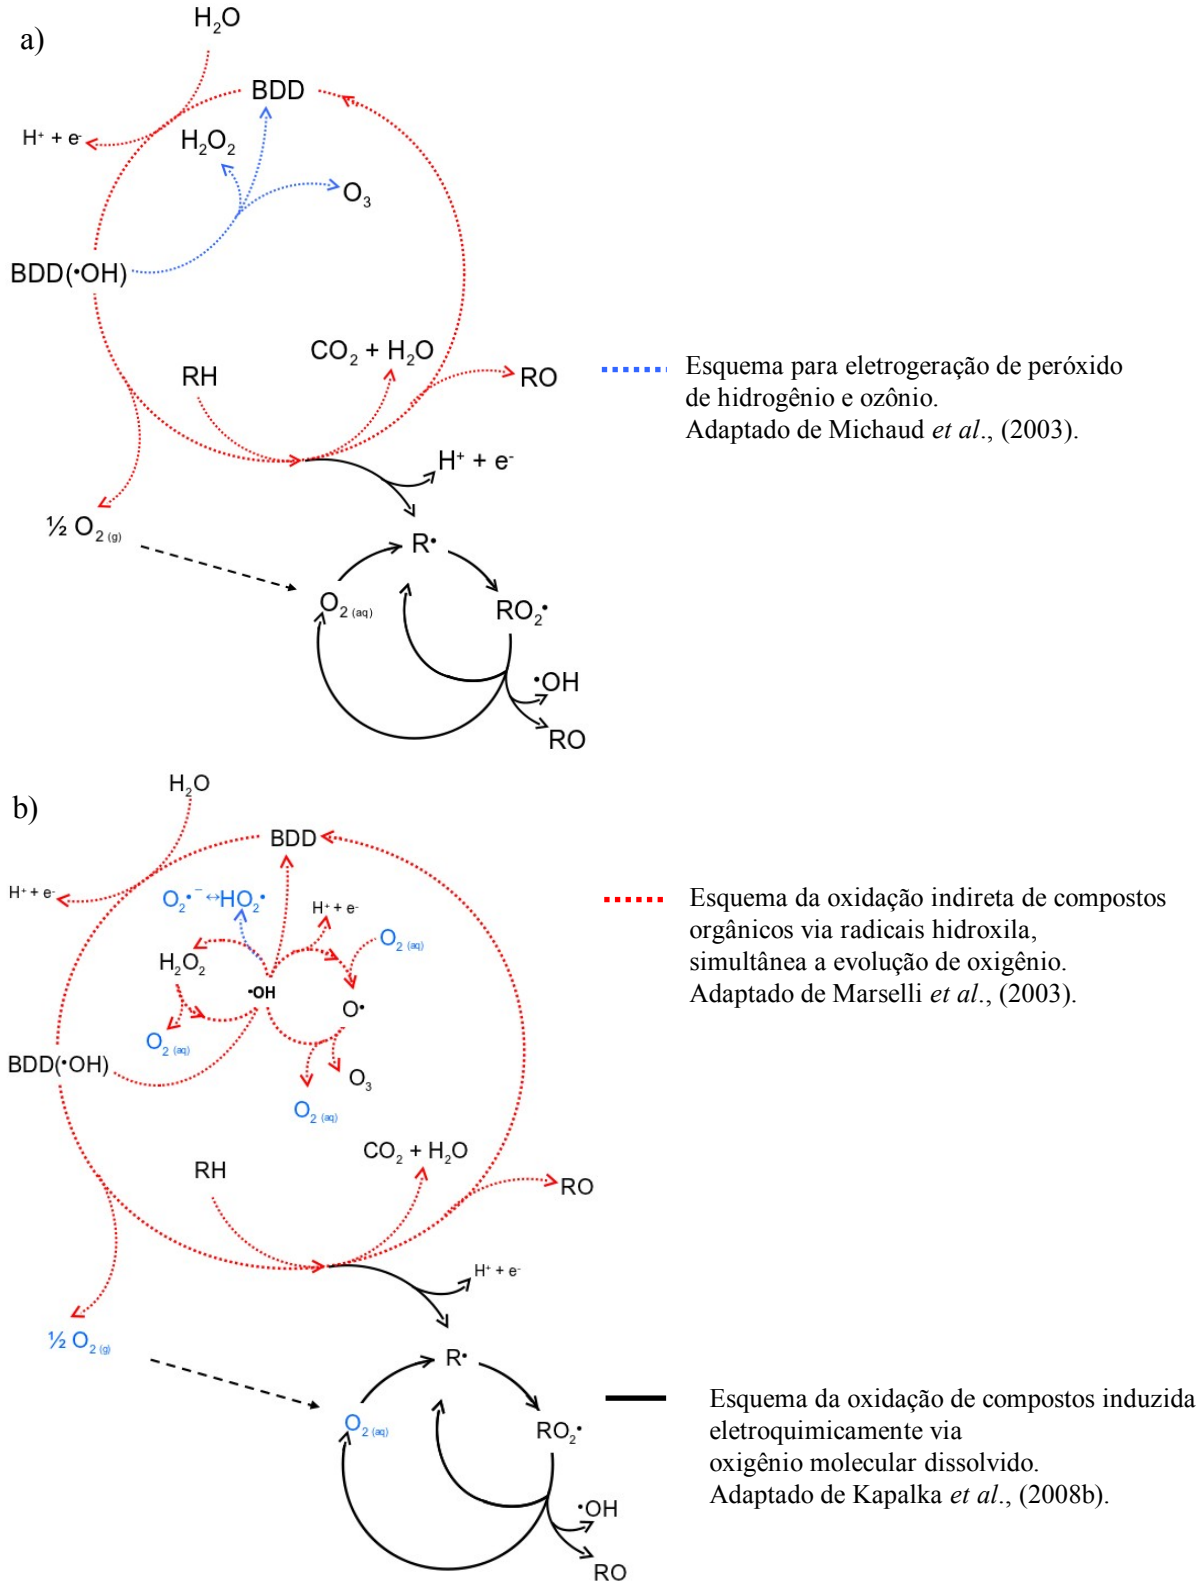 a)
H₂O
BDD
H⁺ + e⁻
H₂O₂
O₃
BDD(•OH)
CO₂ + H₂O
RH
RO
Esquema para eletrogeração de peróxido
de hidrogênio e ozônio.
Adaptado de Michaud et al., (2003).
H⁺ + e⁻
½ O₂ (g)
R•
O₂ (aq)
RO₂•
•OH
RO
b)
H₂O
BDD
H⁺ + e⁻
O₂•⁻ ↔HO₂•
H⁺ + e⁻
O₂ (aq)
H₂O₂
•OH
O•
O₂ (aq)
BDD(•OH)
O₃
O₂ (aq)
Esquema da oxidação indireta de compostos
orgânicos via radicais hidroxila,
simultânea a evolução de oxigênio.
Adaptado de Marselli et al., (2003).
CO₂ + H₂O
RH
RO
H⁺ + e⁻
½ O₂ (g)
R•
O₂ (aq)
RO₂•
•OH
RO
Esquema da oxidação de compostos induzida
eletroquimicamente via
oxigênio molecular dissolvido.
Adaptado de Kapalka et al., (2008b).